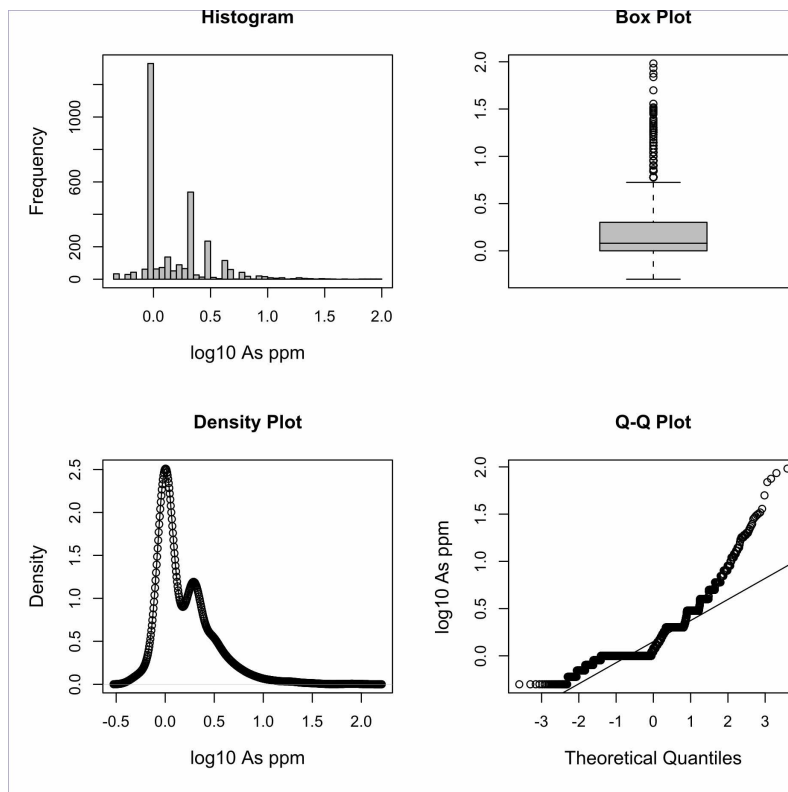 Histogram
Frequency
0 200 600 1000
0.0 0.5 1.0 1.5 2.0
log10 As ppm
Box Plot
0.0 0.5 1.0 1.5 2.0
Density Plot
Density
0.0 0.5 1.0 1.5 2.0 2.5
-0.5 0.0 0.5 1.0 1.5 2.0
log10 As ppm
Q-Q Plot
log10 As ppm
0.0 0.5 1.0 1.5 2.0
-3 -2 -1 0 1 2 3
Theoretical Quantiles